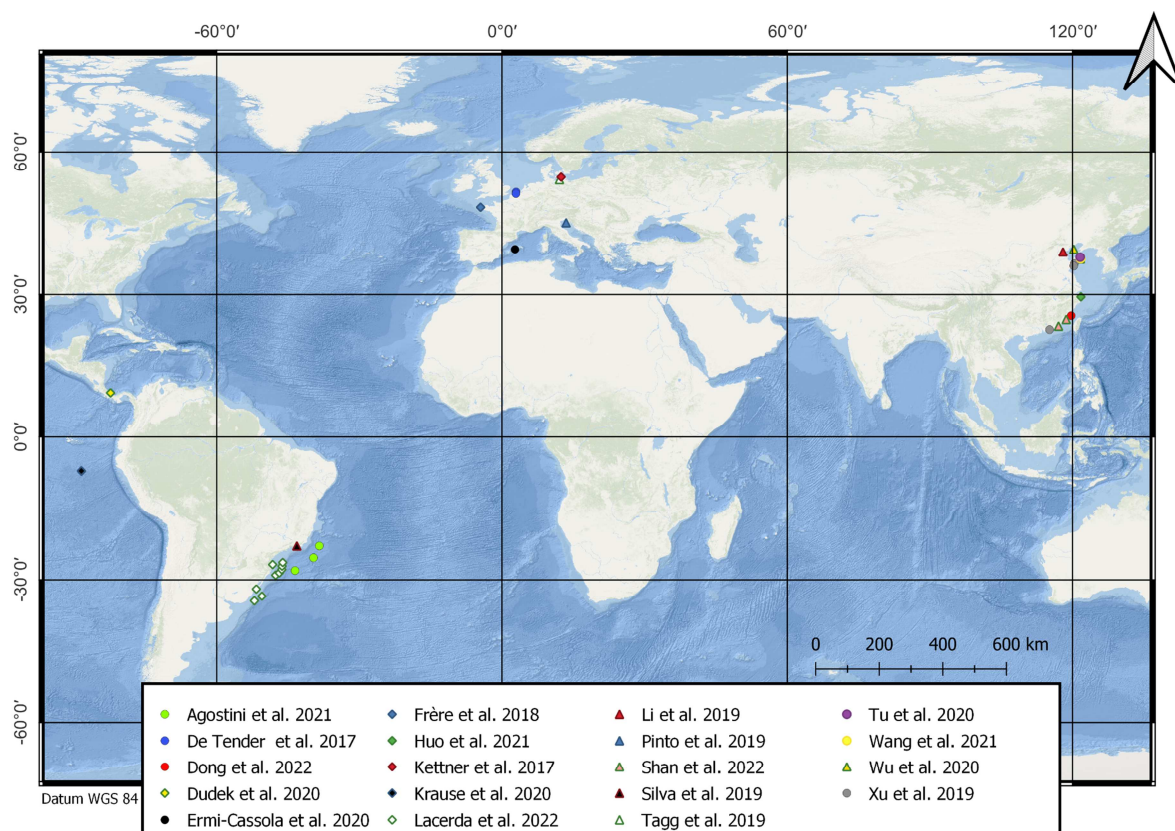 -60°0′ 0°0′ 60°0′ 120°0′
60°0′
30°0′
0°0′
-30°0′
-60°0′
0 200 400 600 km
Agostini et al. 2021 Frère et al. 2018 Li et al. 2019 Tu et al. 2020
De Tender et al. 2017 Huo et al. 2021 Pinto et al. 2019 Wang et al. 2021
Dong et al. 2022 Kettner et al. 2017 Shan et al. 2022 Wu et al. 2020
Dudek et al. 2020 Krause et al. 2020 Silva et al. 2019 Xu et al. 2019
Ermi-Cassola et al. 2020 Lacerda et al. 2022 Tagg et al. 2019
Datum WGS 84